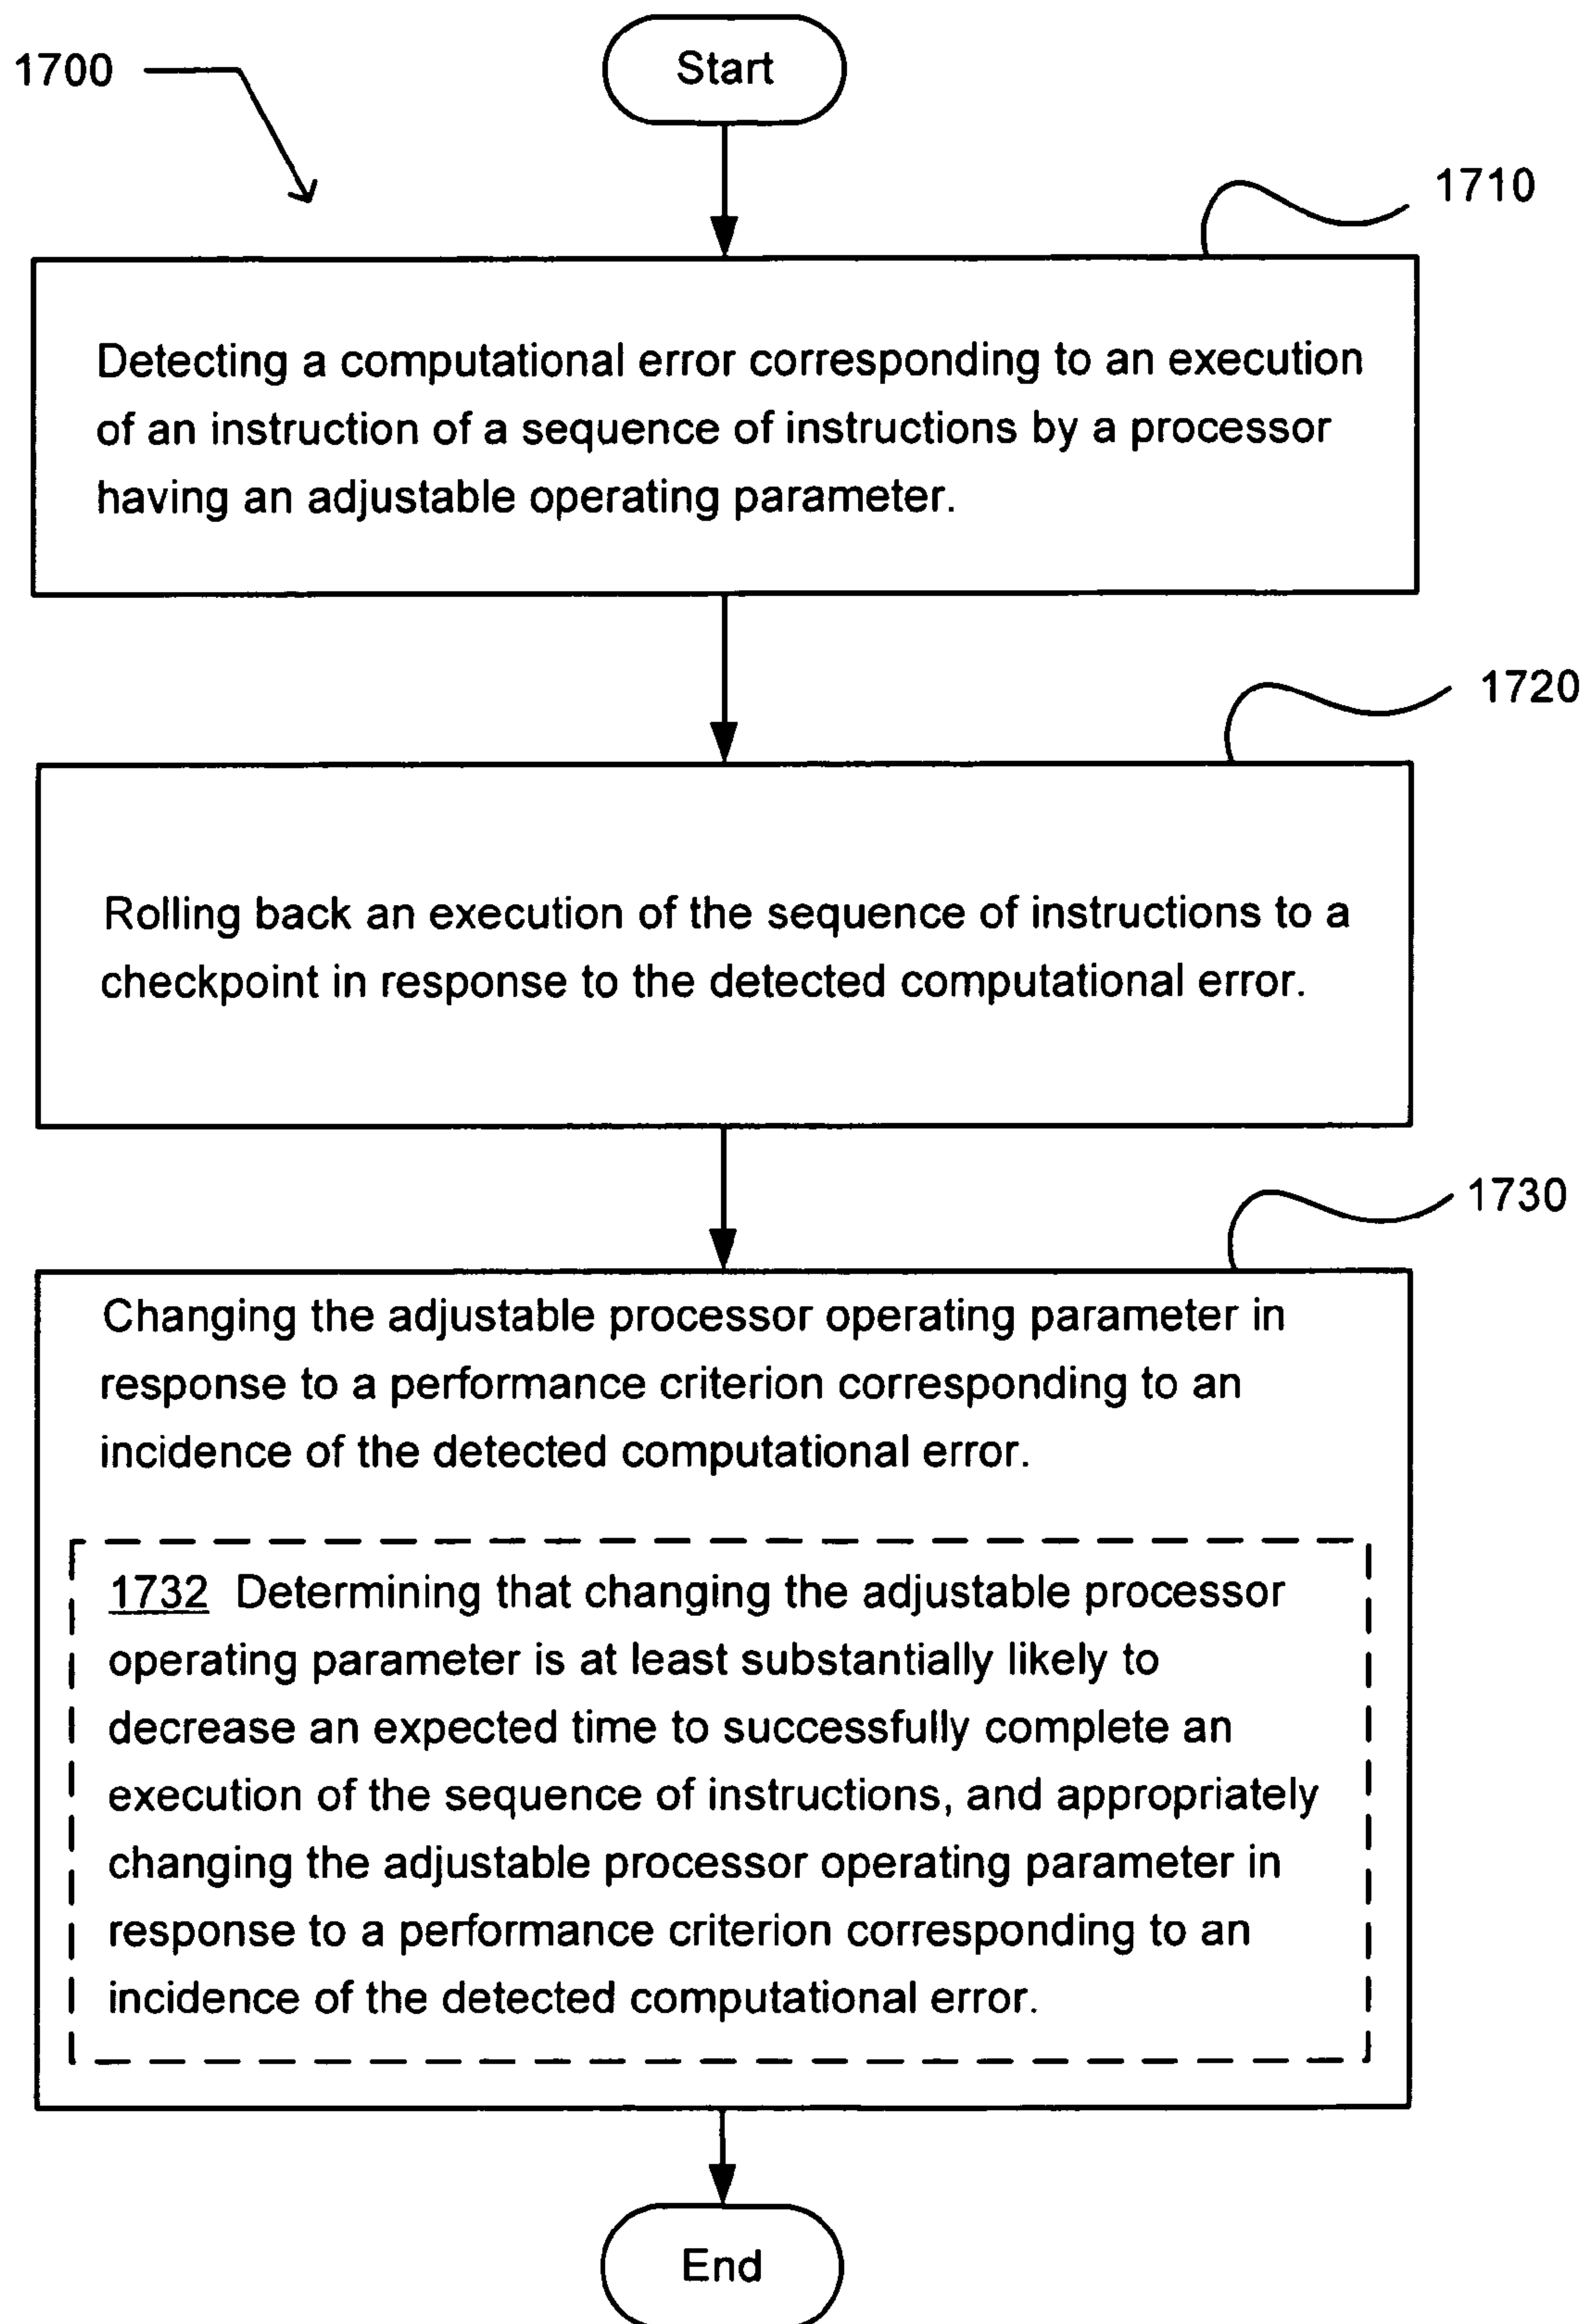 1700
Start
1710
Detecting a computational error corresponding to an execution
of an instruction of a sequence of instructions by a processor
having an adjustable operating parameter.
1720
Rolling back an execution of the sequence of instructions to a
checkpoint in response to the detected computational error.
1730
Changing the adjustable processor operating parameter in
response to a performance criterion corresponding to an
incidence of the detected computational error.
1732 Determining that changing the adjustable processor
operating parameter is at least substantially likely to
decrease an expected time to successfully complete an
execution of the sequence of instructions, and appropriately
changing the adjustable processor operating parameter in
response to a performance criterion corresponding to an
incidence of the detected computational error.
End